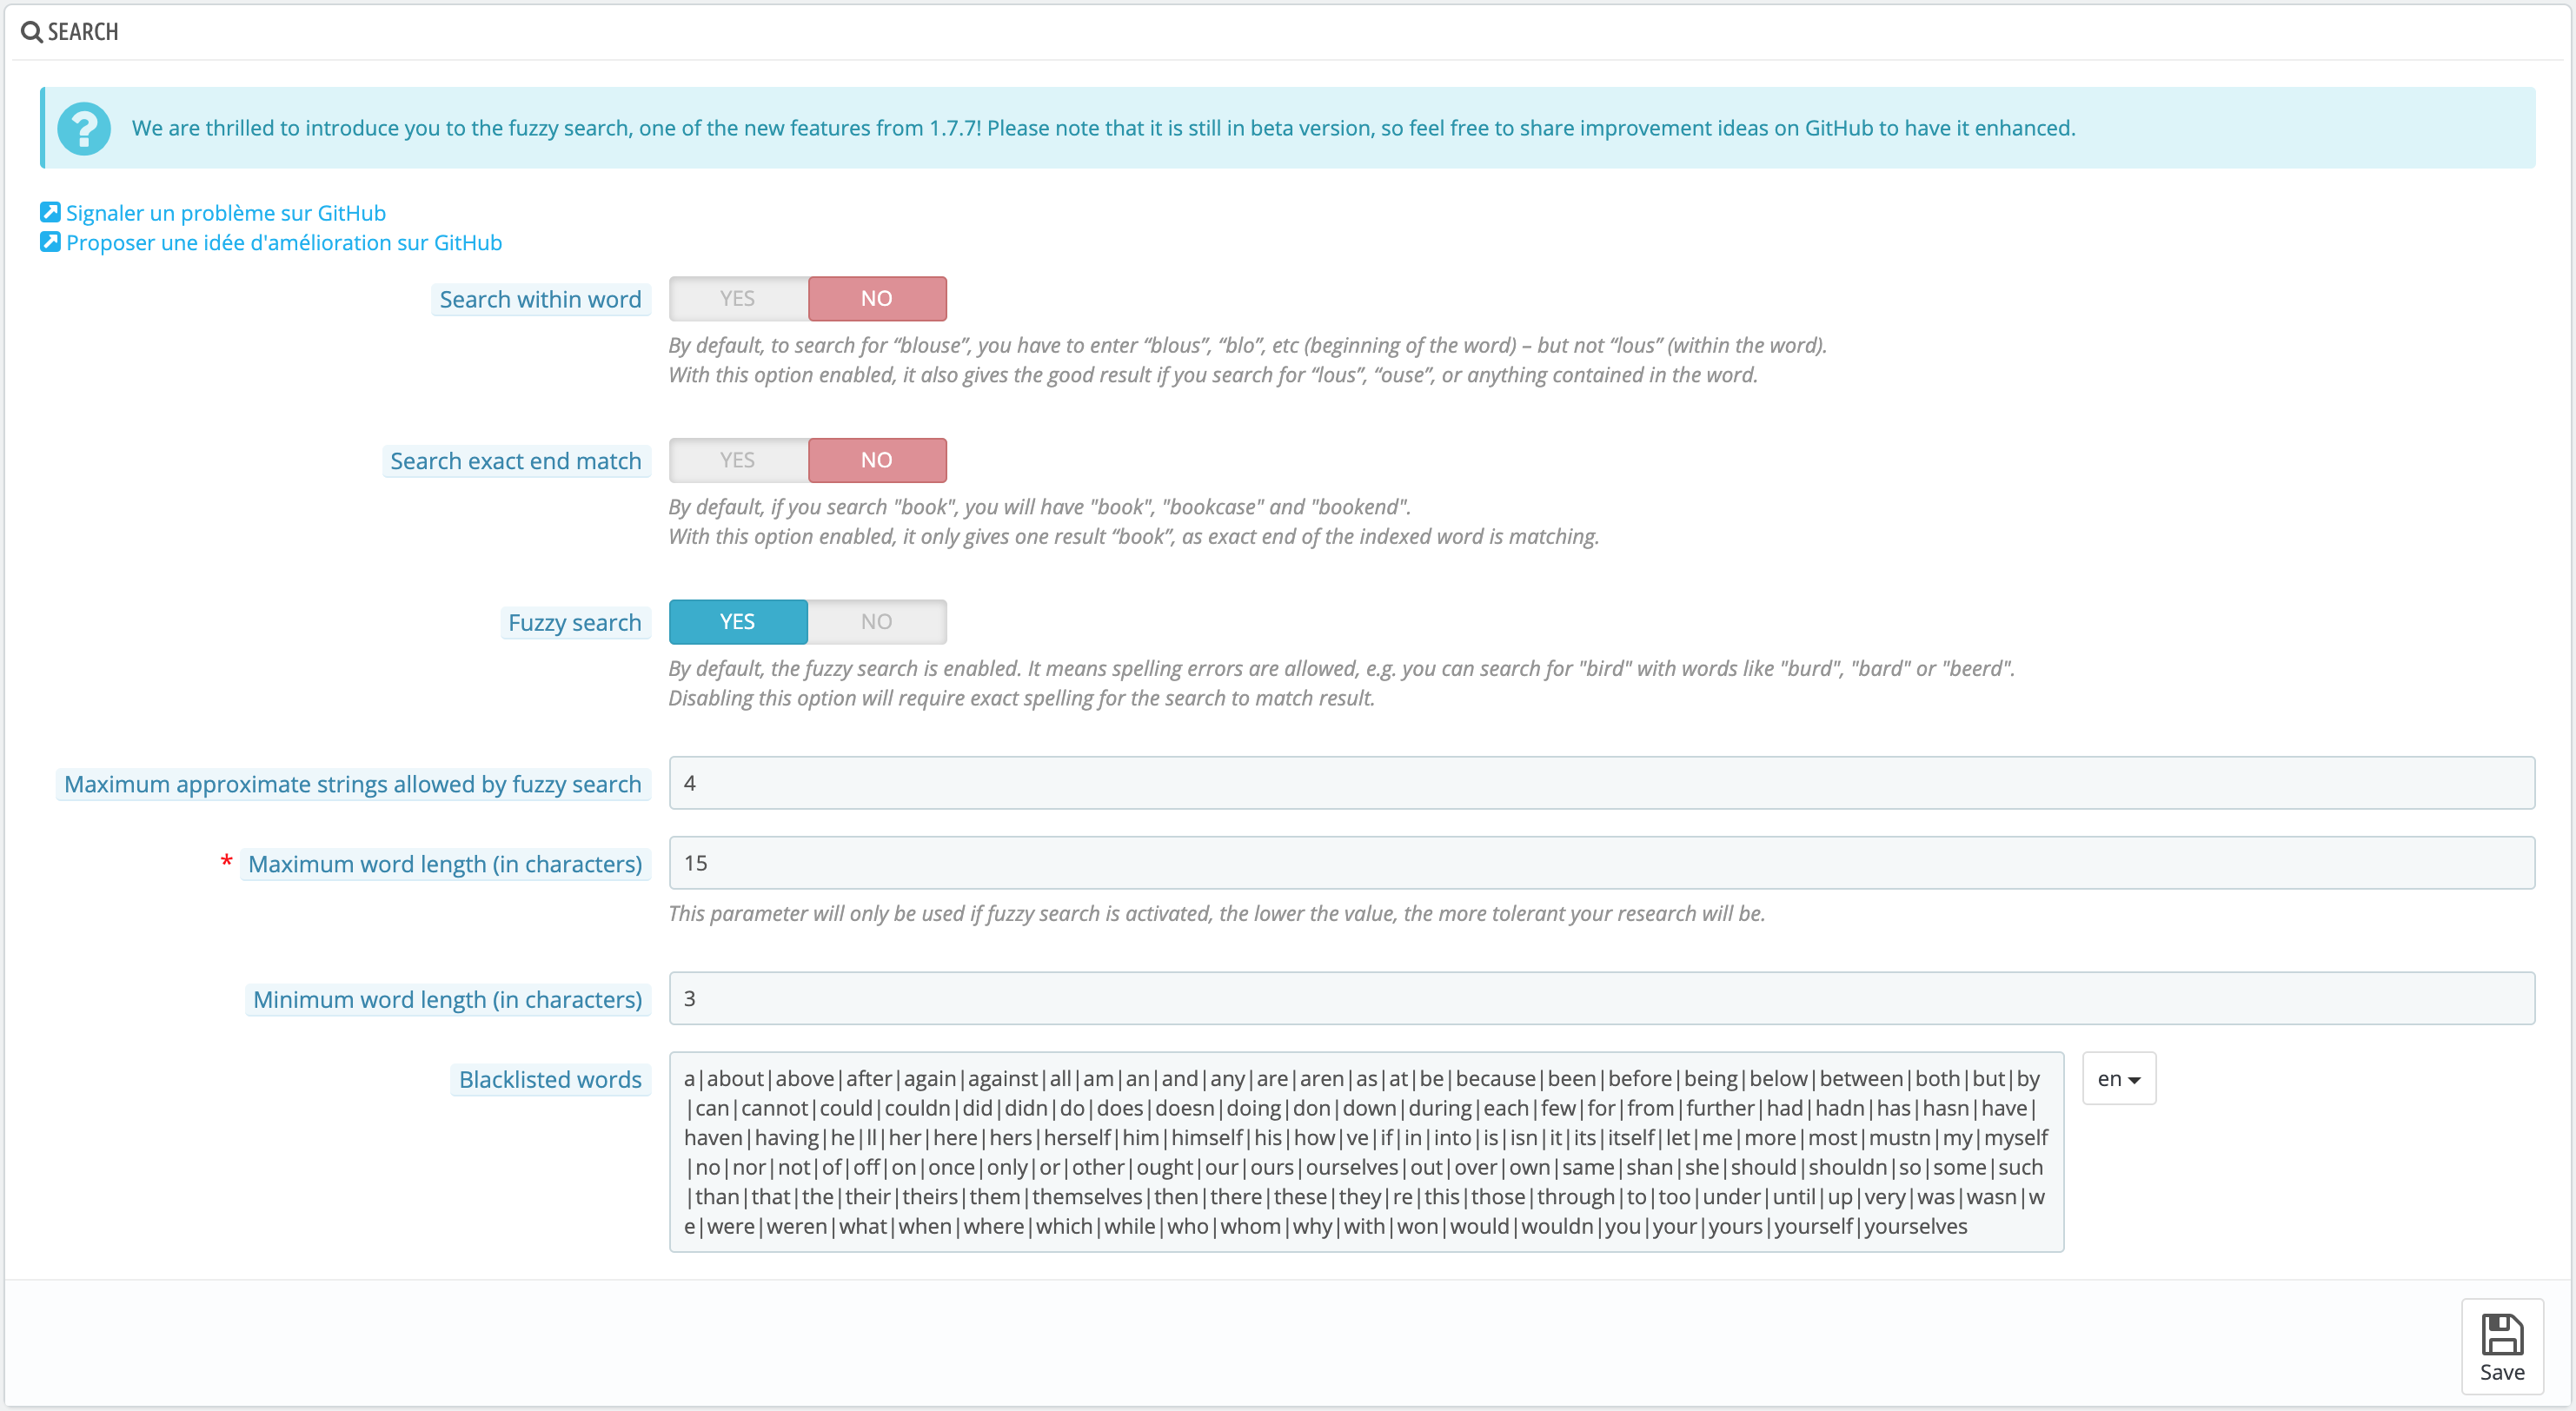 SEARCH
We are thrilled to introduce you to the fuzzy search, one of the new features from 1.7.7! Please note that it is still in beta version, so feel free to share improvement ideas on GitHub to have it enhanced.
Signaler un problème sur GitHub
Proposer une idée d'amélioration sur GitHub
Search within word YES NO
By default, to search for “blouse”, you have to enter “blous”, “blo”, etc (beginning of the word) – but not “lous” (within the word).
With this option enabled, it also gives the good result if you search for “lous”, “ouse”, or anything contained in the word.
Search exact end match YES NO
By default, if you search "book", you will have "book", "bookcase" and "bookend".
With this option enabled, it only gives one result “book”, as exact end of the indexed word is matching.
Fuzzy search YES NO
By default, the fuzzy search is enabled. It means spelling errors are allowed, e.g. you can search for "bird" with words like "burd", "bard" or "beerd".
Disabling this option will require exact spelling for the search to match result.
Maximum approximate strings allowed by fuzzy search 4
* Maximum word length (in characters) 15
This parameter will only be used if fuzzy search is activated, the lower the value, the more tolerant your research will be.
Minimum word length (in characters) 3
Blacklisted words a|about|above|after|again|against|all|am|an|and|any|are|aren|as|at|be|because|been|before|being|below|between|both|but|by en
|can|cannot|could|couldn|did|didn|do|does|doesn|doing|don|down|during|each|few|for|from|further|had|hadn|has|hasn|have|
haven|having|he|ll|her|here|hers|herself|him|himself|his|how|ve|if|in|into|is|isn|it|its|itself|let|me|more|most|mustn|my|myself
|no|nor|not|of|off|on|once|only|or|other|ought|our|ours|ourselves|out|over|own|same|shan|she|should|shouldn|so|some|such
|than|that|the|their|theirs|them|themselves|then|there|these|they|re|this|those|through|to|too|under|until|up|very|was|wasn|w
e|were|weren|what|when|where|which|while|who|whom|why|with|won|would|wouldn|you|your|yours|yourself|yourselves
Save